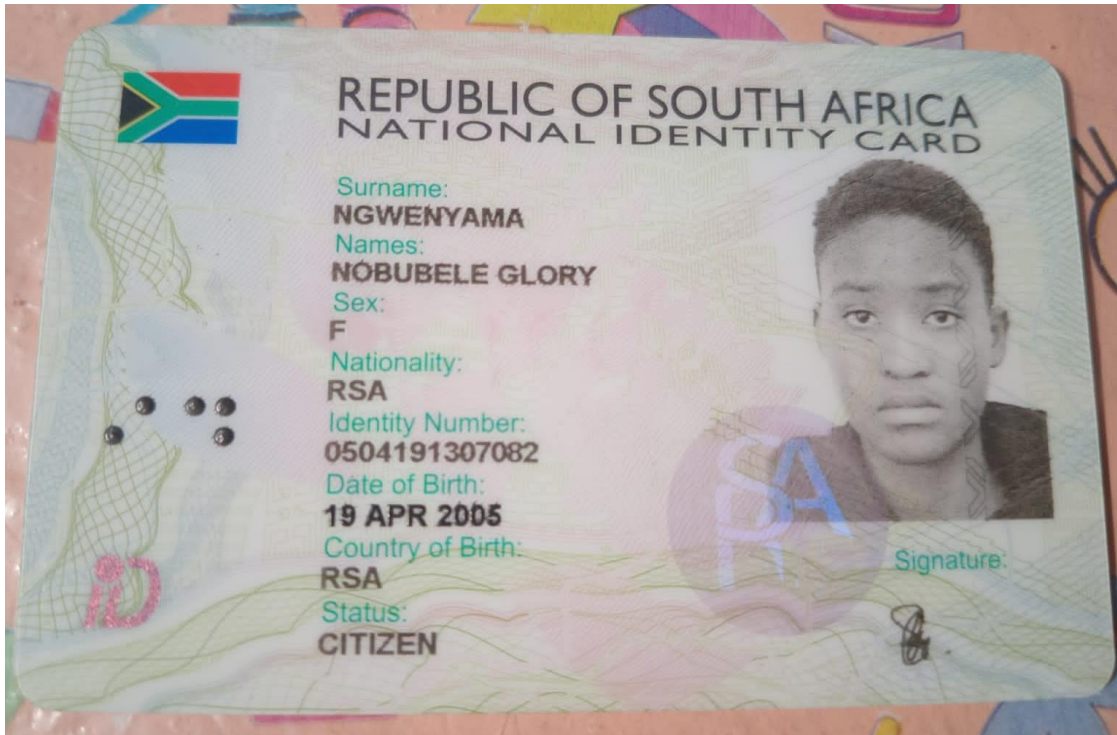 REPUBLIC OF SOUTH AFRICA
NATIONAL IDENTITY CARD
Surname:
NGWENYAMA
Names:
NOBUBELE GLORY
Sex:
F
Nationality:
RSA
Identity Number:
0504191307082
Date of Birth:
19 APR 2005
Country of Birth:
RSA
Status:
CITIZEN
Signature:
RSA
iD